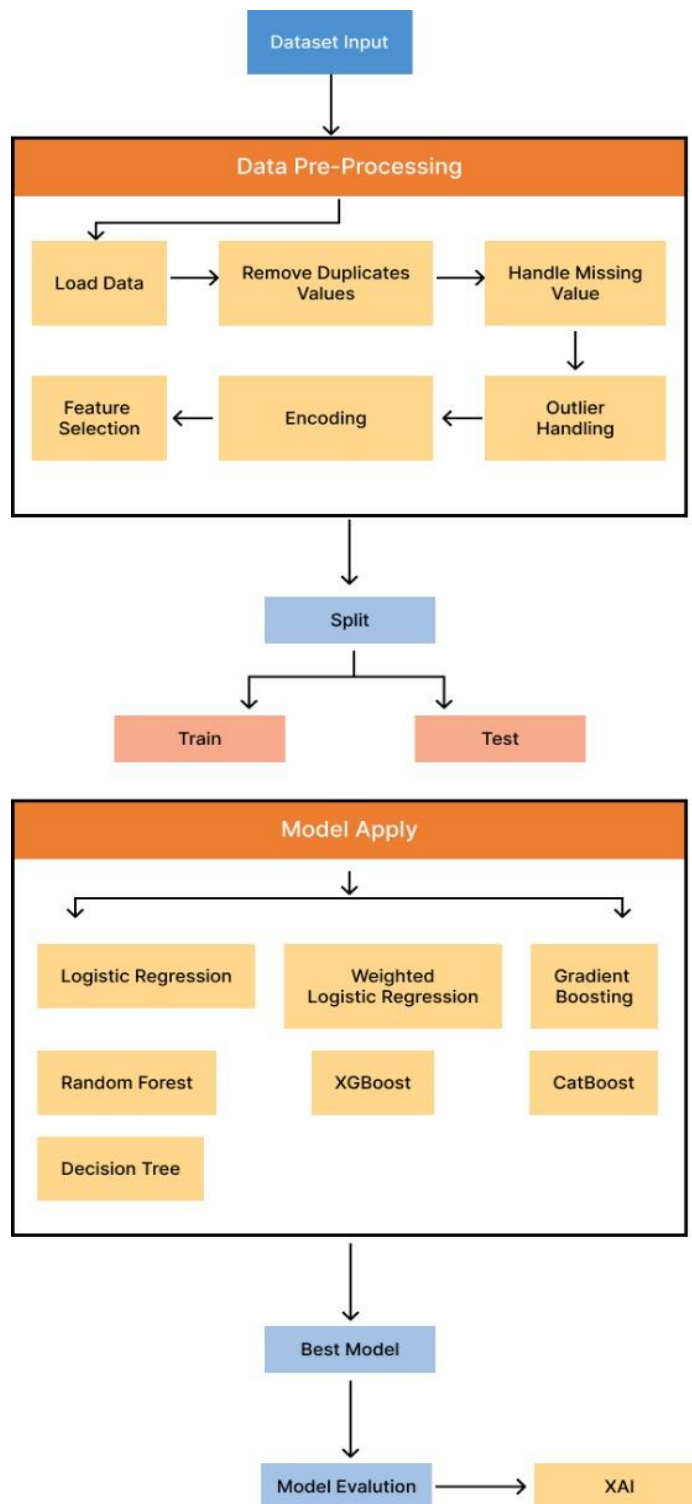 Dataset Input
Data Pre-Processing
Load Data
Remove Duplicates
Values
Handle Missing
Value
Feature
Selection
Encoding
Outlier
Handling
Split
Train
Test
Model Apply
Logistic Regression
Weighted
Logistic Regression
Gradient
Boosting
Random Forest
XGBoost
CatBoost
Decision Tree
Best Model
Model Evalution
XAI